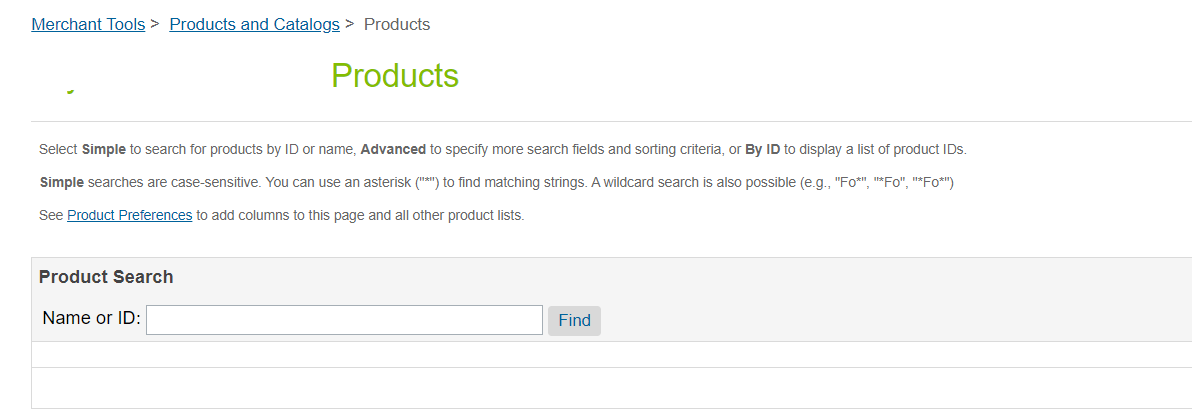 Merchant Tools > Products and Catalogs > Products
Products
Select Simple to search for products by ID or name, Advanced to specify more search fields and sorting criteria, or By ID to display a list of product IDs.
Simple searches are case-sensitive. You can use an asterisk ("*") to find matching strings. A wildcard search is also possible (e.g., "Fo*", "*Fo", "*Fo*")
See Product Preferences to add columns to this page and all other product lists.
Product Search
Name or ID: Find